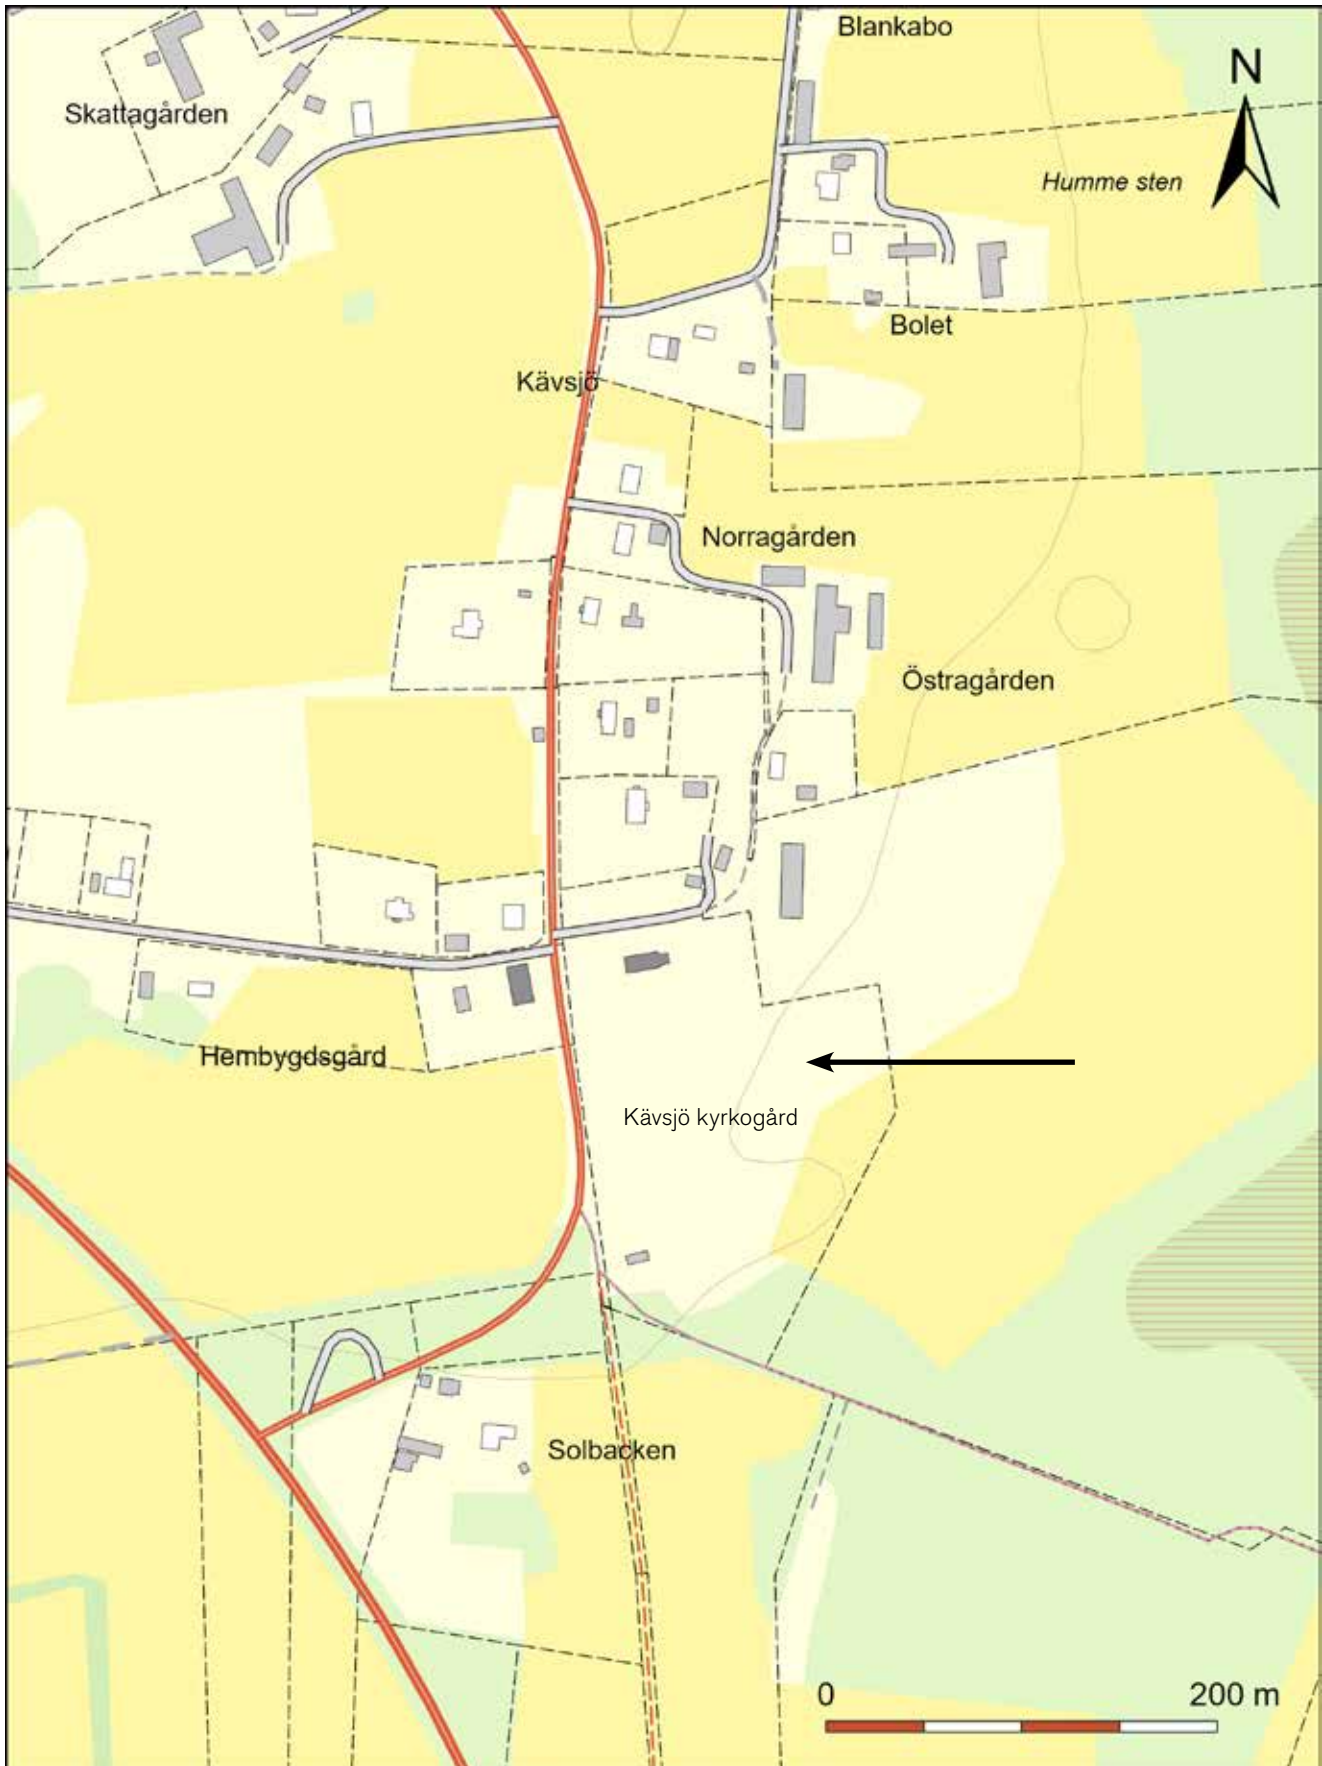 Blankabo
N
Skattagården
Humme sten
Bolet
Kävsjö
Norragården
Östragården
Hembygdsgård
Kävsjö kyrkogård
Solbacken
0 200 m